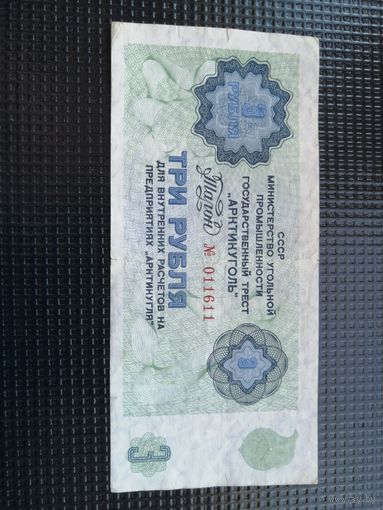 СССР
МИНИСТЕРСТВО УГОЛЬНОЙ
ПРОМЫШЛЕННОСТИ
ГОСУДАРСТВЕННЫЙ ТРЕСТ
„АРКТИКУГОЛЬ"
3
РУБЛЯ
3
№ 011611
ТРИ РУБЛЯ
ДЛЯ ВНУТРЕННИХ РАСЧЕТОВ НА
ПРЕДПРИЯТИЯХ „АРКТИКУГЛЯ"
3